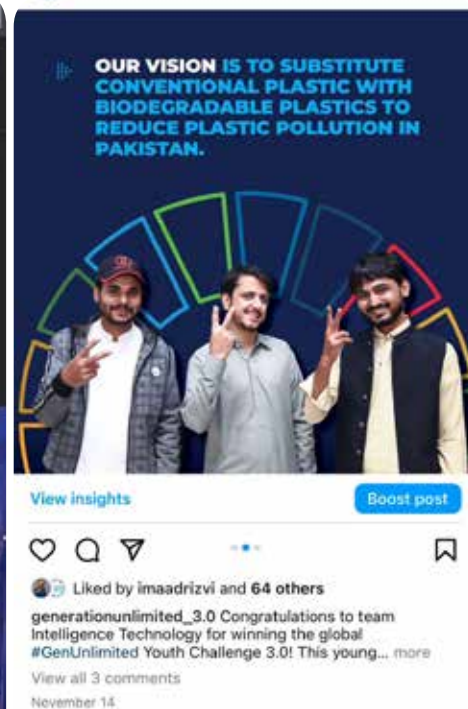 OUR VISION IS TO SUBSTITUTE
CONVENTIONAL PLASTIC WITH
BIODEGRADABLE PLASTICS TO
REDUCE PLASTIC POLLUTION IN
PAKISTAN.
View insights
Boost post
Liked by imaadrizvi and 64 others
generationunlimited_3.0 Congratulations to team
Intelligence Technology for winning the global
#GenUnlimited Youth Challenge 3.0! This young... more
View all 3 comments
November 14